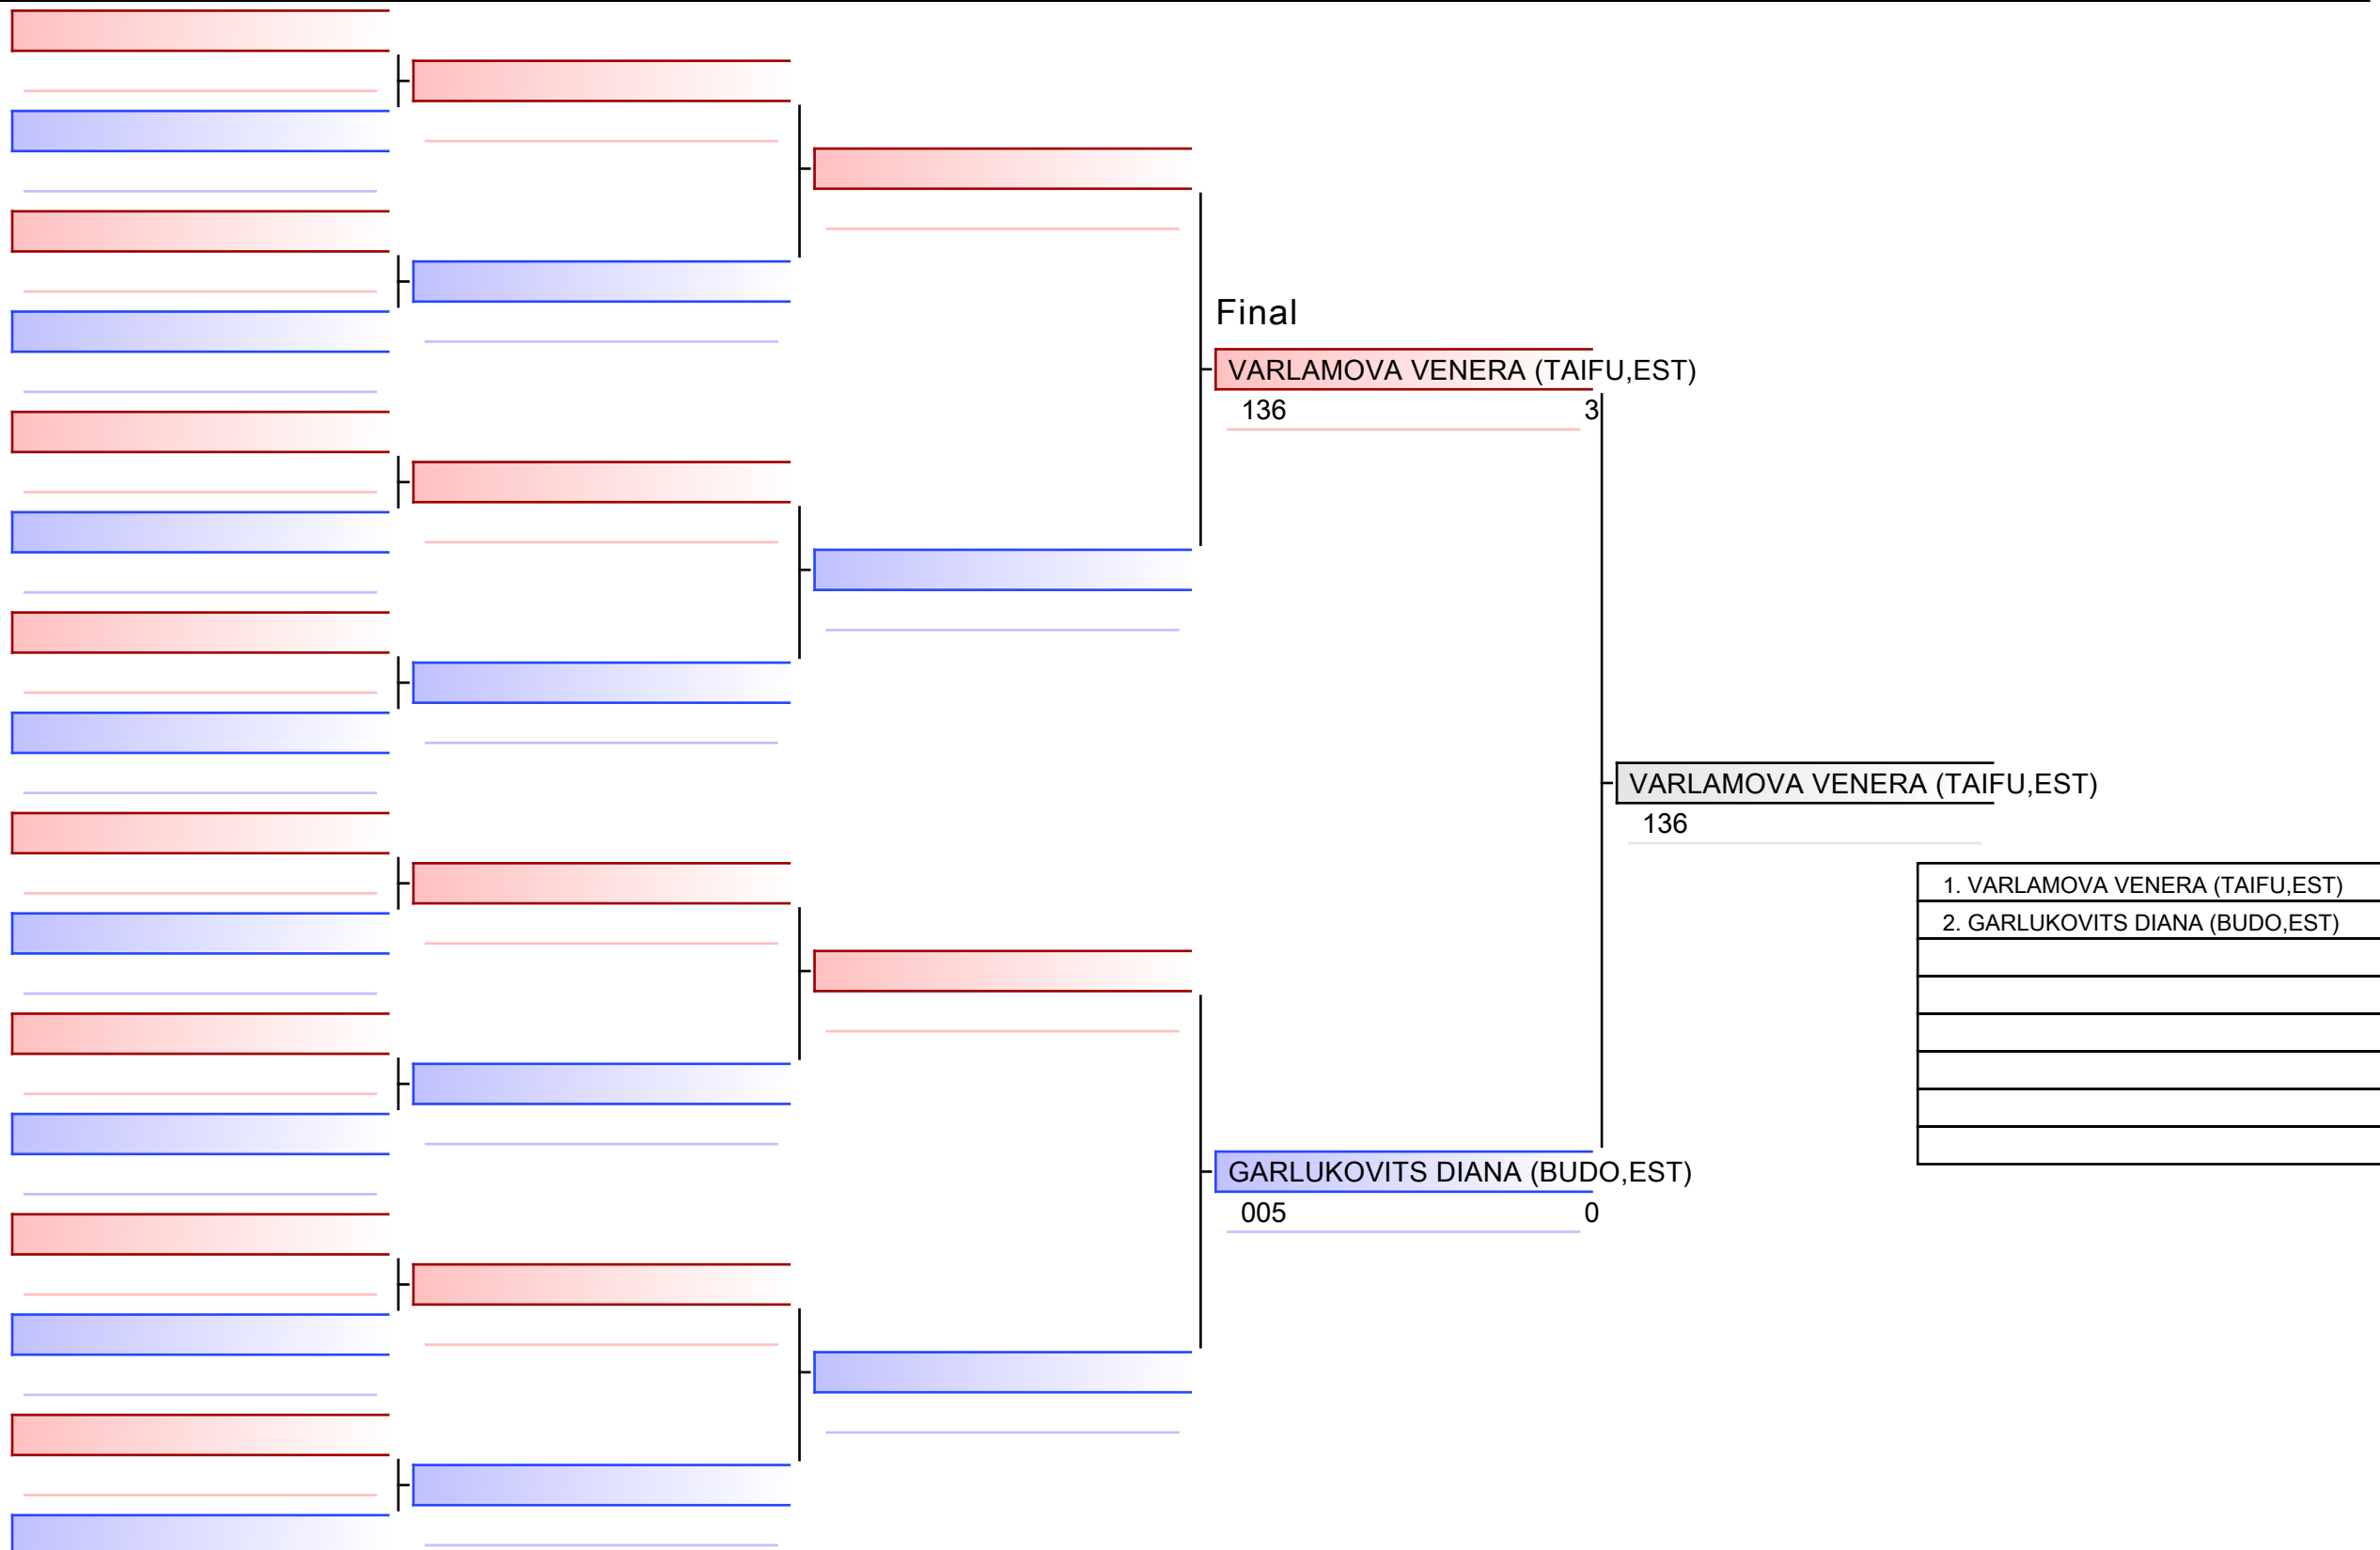 Final
VARLAMOVA VENERA (TAIFU,EST)
136 3
VARLAMOVA VENERA (TAIFU,EST)
136
1. VARLAMOVA VENERA (TAIFU,EST)
2. GARLUKOVITS DIANA (BUDO,EST)
GARLUKOVITS DIANA (BUDO,EST)
005 0